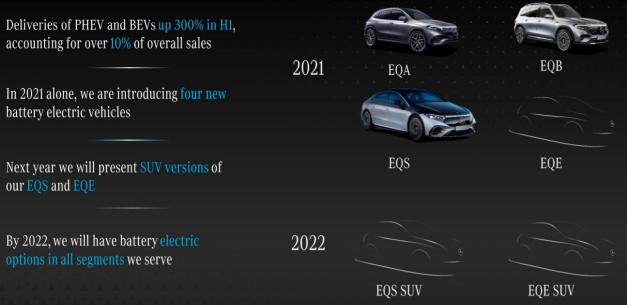 Deliveries of PHEV and BEVs up 300% in H1,
accounting for over 10% of overall sales
In 2021 alone, we are introducing four new
battery electric vehicles
Next year we will present SUV versions of
our EQS and EQE
By 2022, we will have battery electric
options in all segments we serve
2021
EQA
EQB
EQS
EQE
2022
EQS SUV
EQE SUV